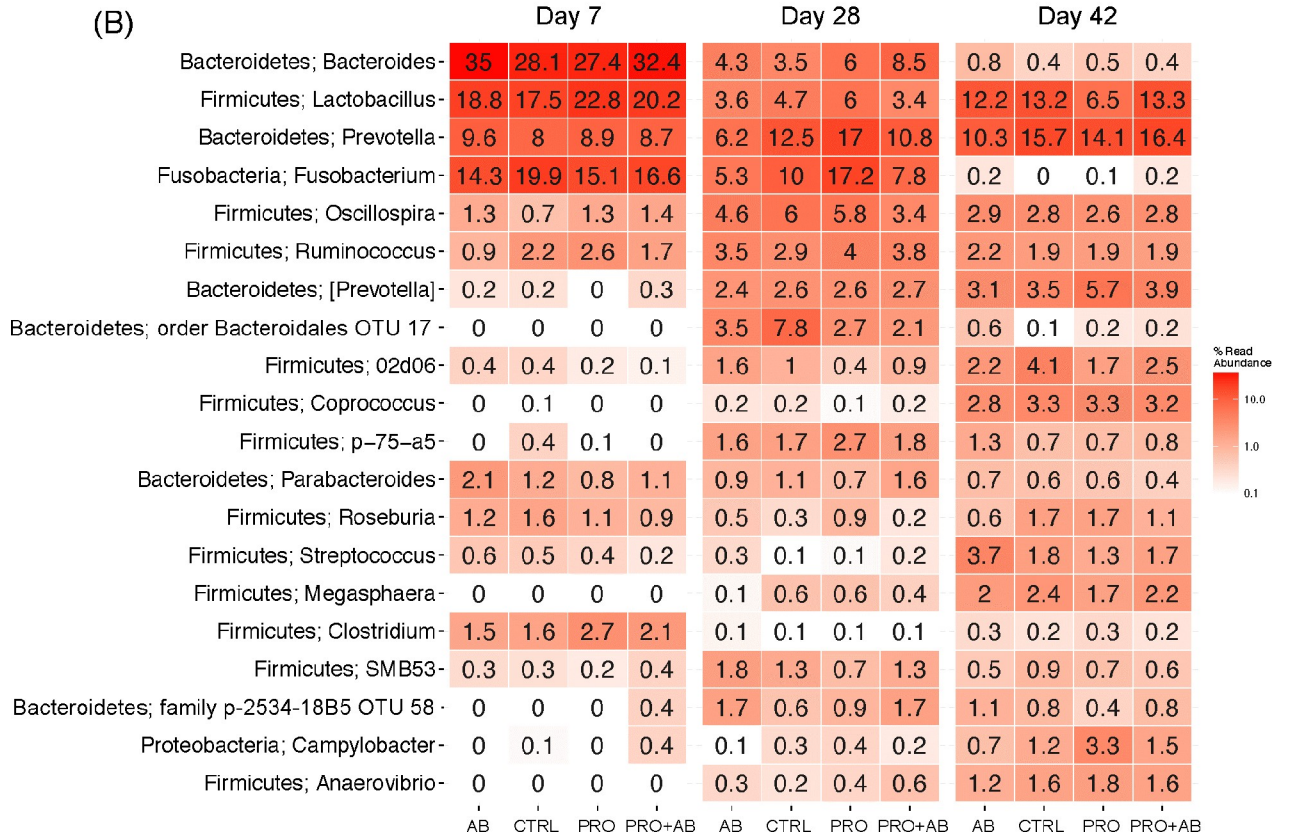 (B)
Day 7 Day 28 Day 42
Bacteroidetes; Bacteroides 35 28.1 27.4 32.4 4.3 3.5 6 8.5 0.8 0.4 0.5 0.4
Firmicutes; Lactobacillus 18.8 17.5 22.8 20.2 3.6 4.7 6 3.4 12.2 13.2 6.5 13.3
Bacteroidetes; Prevotella 9.6 8 8.9 8.7 6.2 12.5 17 10.8 10.3 15.7 14.1 16.4
Fusobacteria; Fusobacterium 14.3 19.9 15.1 16.6 5.3 10 17.2 7.8 0.2 0 0.1 0.2
Firmicutes; Oscillospira 1.3 0.7 1.3 1.4 4.6 6 5.8 3.4 2.9 2.8 2.6 2.8
Firmicutes; Ruminococcus 0.9 2.2 2.6 1.7 3.5 2.9 4 3.8 2.2 1.9 1.9 1.9
Bacteroidetes; [Prevotella] 0.2 0.2 0 0.3 2.4 2.6 2.6 2.7 3.1 3.5 5.7 3.9
Bacteroidetes; order Bacteroidales OTU 17 0 0 0 0 3.5 7.8 2.7 2.1 0.6 0.1 0.2 0.2
Firmicutes; 02d06 0.4 0.4 0.2 0.1 1.6 1 0.4 0.9 2.2 4.1 1.7 2.5
Firmicutes; Coprococcus 0 0.1 0 0 0.2 0.2 0.1 0.2 2.8 3.3 3.3 3.2
Firmicutes; p−75−a5 0 0.4 0.1 0 1.6 1.7 2.7 1.8 1.3 0.7 0.7 0.8
Bacteroidetes; Parabacteroides 2.1 1.2 0.8 1.1 0.9 1.1 0.7 1.6 0.7 0.6 0.6 0.4
Firmicutes; Roseburia 1.2 1.6 1.1 0.9 0.5 0.3 0.9 0.2 0.6 1.7 1.7 1.1
Firmicutes; Streptococcus 0.6 0.5 0.4 0.2 0.3 0.1 0.1 0.2 3.7 1.8 1.3 1.7
Firmicutes; Megasphaera 0 0 0 0 0.1 0.6 0.6 0.4 2 2.4 1.7 2.2
Firmicutes; Clostridium 1.5 1.6 2.7 2.1 0.1 0.1 0.1 0.1 0.3 0.2 0.3 0.2
Firmicutes; SMB53 0.3 0.3 0.2 0.4 1.8 1.3 0.7 1.3 0.5 0.9 0.7 0.6
Bacteroidetes; family p-2534-18B5 OTU 58 0 0 0 0.4 1.7 0.6 0.9 1.7 1.1 0.8 0.4 0.8
Proteobacteria; Campylobacter 0 0.1 0 0.4 0.1 0.3 0.4 0.2 0.7 1.2 3.3 1.5
Firmicutes; Anaerovibrio 0 0 0 0 0.3 0.2 0.4 0.6 1.2 1.6 1.8 1.6
AB CTRL PRO PRO+AB AB CTRL PRO PRO+AB AB CTRL PRO PRO+AB
% Read
Abundance
10.0
1.0
0.1